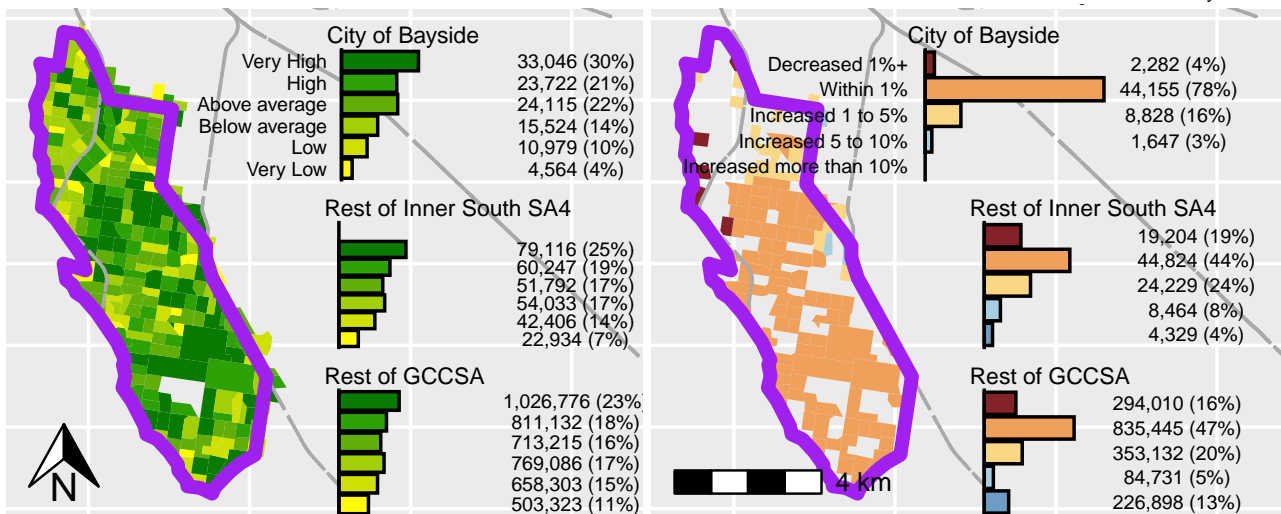 City of Bayside
Very High 33,046 (30%)
High 23,722 (21%)
Above average 24,115 (22%)
Below average 15,524 (14%)
Low 10,979 (10%)
Very Low 4,564 (4%)
Rest of Inner South SA4
79,116 (25%)
60,247 (19%)
51,792 (17%)
54,033 (17%)
42,406 (14%)
22,934 (7%)
Rest of GCCSA
1,026,776 (23%)
811,132 (18%)
713,215 (16%)
769,086 (17%)
658,303 (15%)
503,323 (11%)
N
City of Bayside
Decreased 1%+ 2,282 (4%)
Within 1% 44,155 (78%)
Increased 1 to 5% 8,828 (16%)
Increased 5 to 10% 1,647 (3%)
Increased more than 10%
Rest of Inner South SA4
19,204 (19%)
44,824 (44%)
24,229 (24%)
8,464 (8%)
4,329 (4%)
Rest of GCCSA
294,010 (16%)
835,445 (47%)
353,132 (20%)
84,731 (5%)
226,898 (13%)
4 km